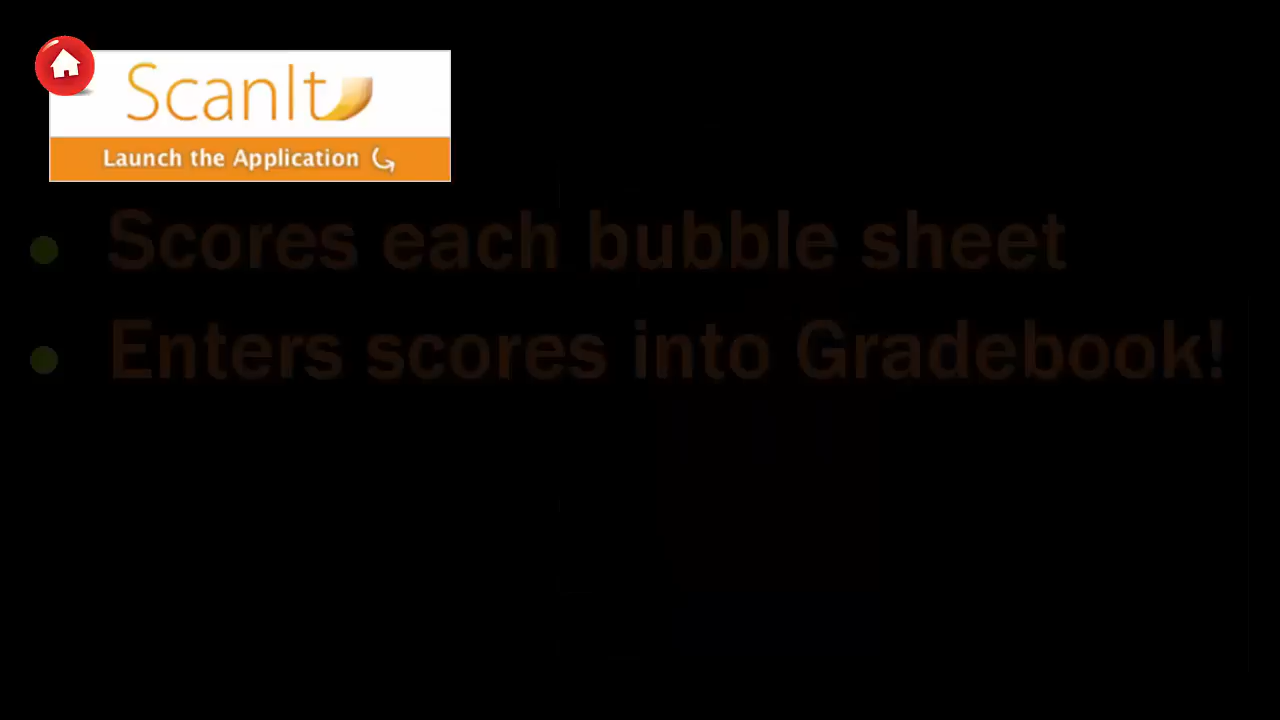 ScanIt
Launch the Application
Scores each bubble sheet
Enters scores into Gradebook!